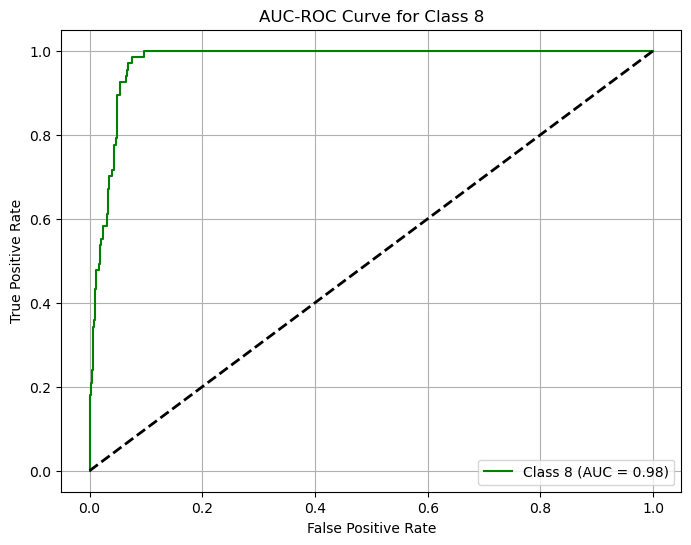 AUC-ROC Curve for Class 8
True Positive Rate
1.0
0.8
0.6
0.4
0.2
0.0
0.0 0.2 0.4 0.6 0.8 1.0
False Positive Rate
Class 8 (AUC = 0.98)